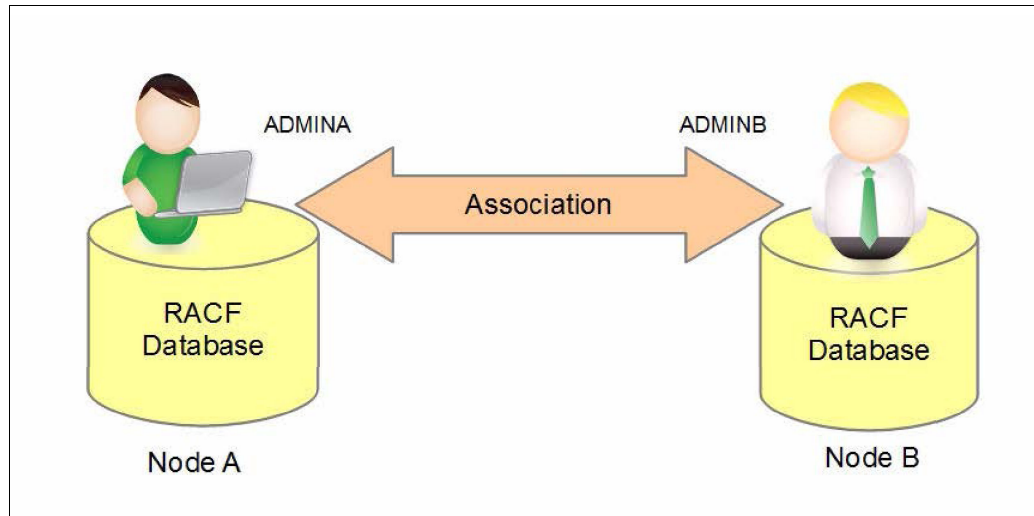 ADMINA
ADMINB
Association
RACF
Database
RACF
Database
Node A
Node B